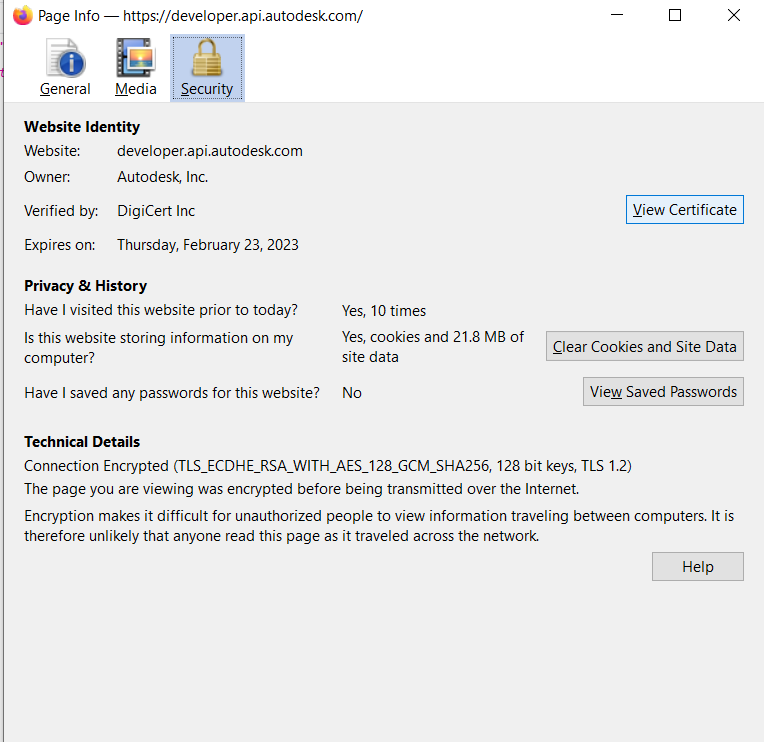 Page Info — https://developer.api.autodesk.com/
General Media Security
Website Identity
Website: developer.api.autodesk.com
Owner: Autodesk, Inc.
Verified by: DigiCert Inc View Certificate
Expires on: Thursday, February 23, 2023
Privacy & History
Have I visited this website prior to today? Yes, 10 times
Is this website storing information on my
computer?
Yes, cookies and 21.8 MB of
site data
Clear Cookies and Site Data
Have I saved any passwords for this website? No View Saved Passwords
Technical Details
Connection Encrypted (TLS_ECDHE_RSA_WITH_AES_128_GCM_SHA256, 128 bit keys, TLS 1.2)
The page you are viewing was encrypted before being transmitted over the Internet.
Encryption makes it difficult for unauthorized people to view information traveling between computers. It is
therefore unlikely that anyone read this page as it traveled across the network.
Help